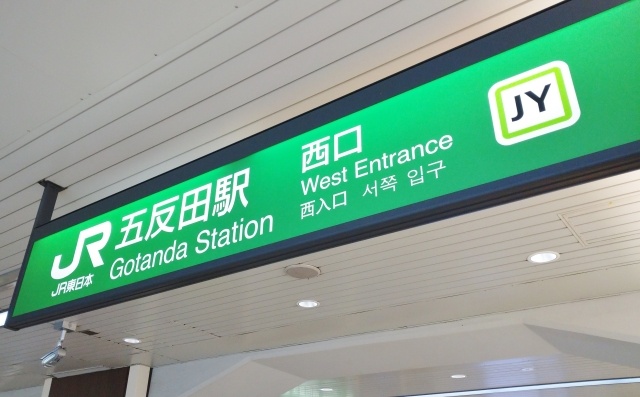 JR 五反田駅
JR東日本 Gotanda Station
西口
West Entrance
西入口 서쪽 입구
JY